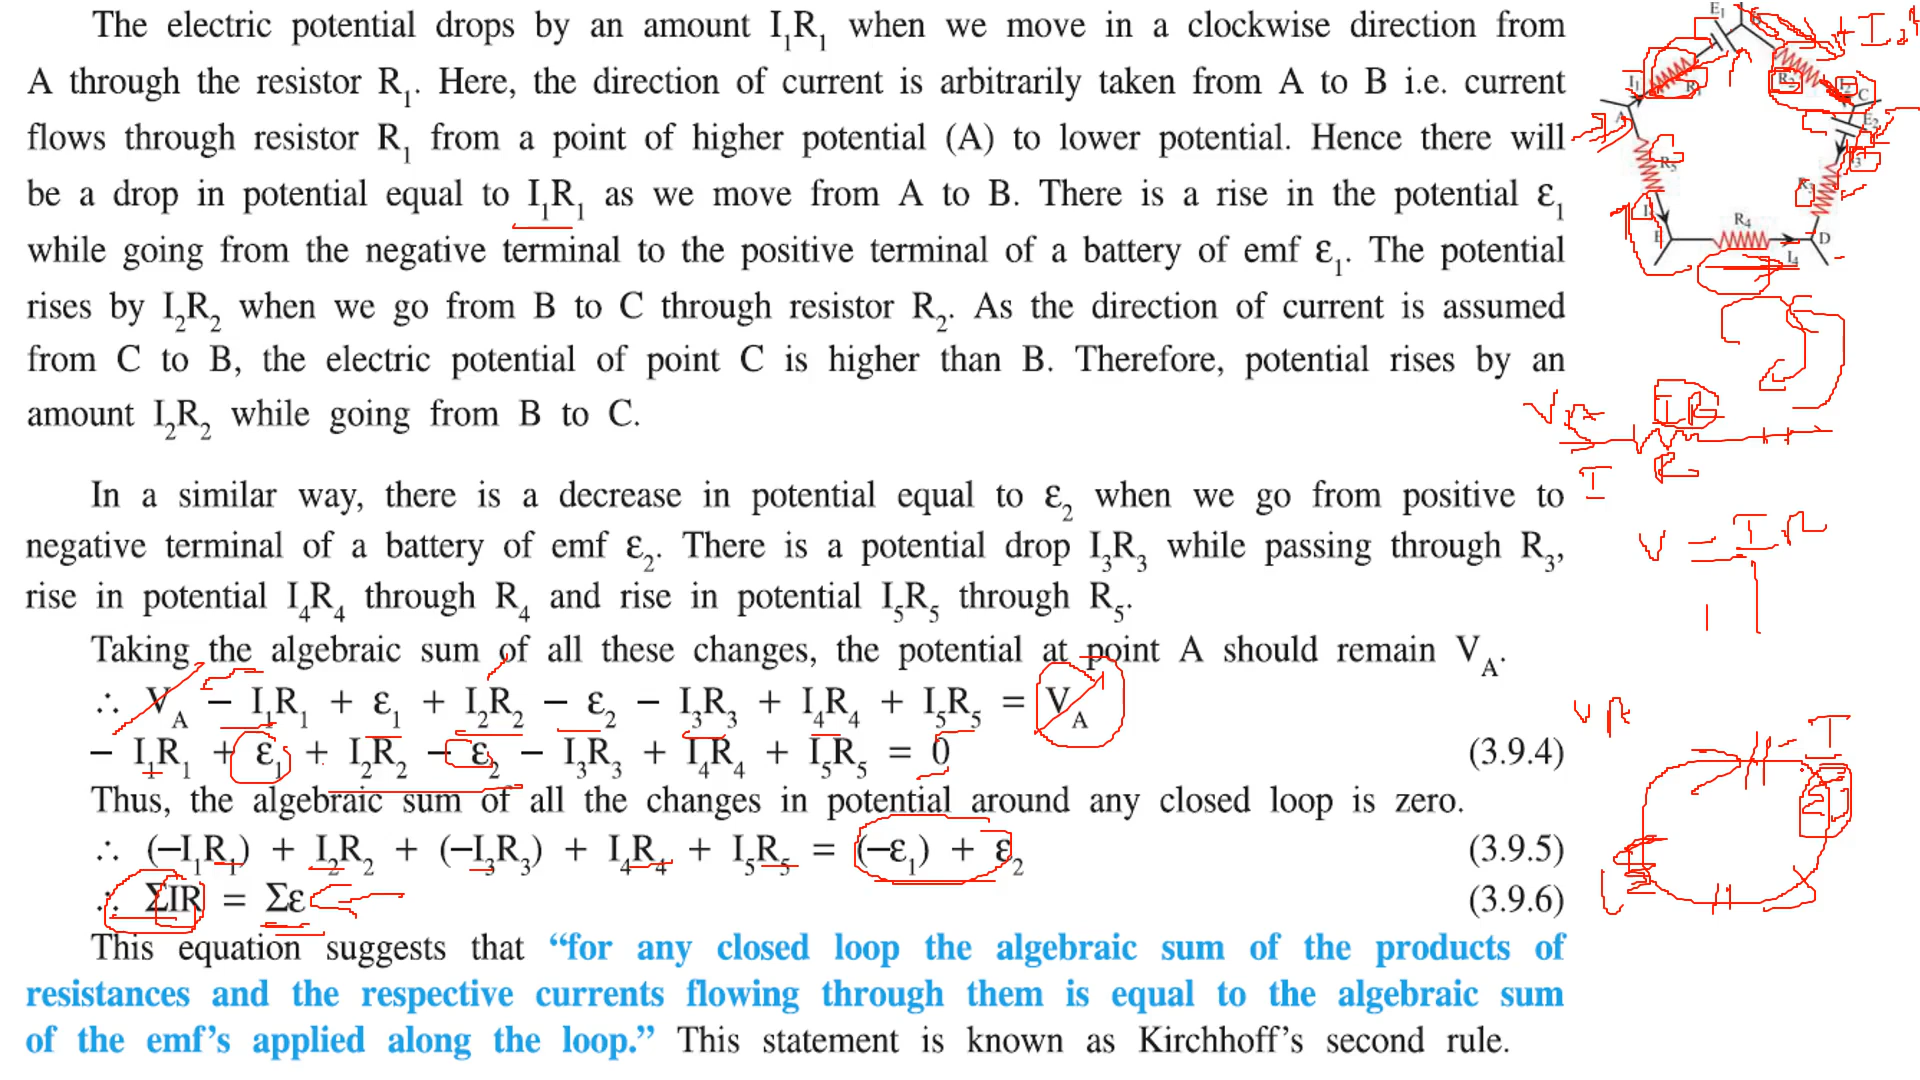 The electric potential drops by an amount I₁R₁ when we move in a clockwise direction from
A through the resistor R₁. Here, the direction of current is arbitrarily taken from A to B i.e. current
flows through resistor R₁ from a point of higher potential (A) to lower potential. Hence there will
be a drop in potential equal to I₁R₁ as we move from A to B. There is a rise in the potential ε₁
while going from the negative terminal to the positive terminal of a battery of emf ε₁. The potential
rises by I₂R₂ when we go from B to C through resistor R₂. As the direction of current is assumed
from C to B, the electric potential of point C is higher than B. Therefore, potential rises by an
amount I₂R₂ while going from B to C.
In a similar way, there is a decrease in potential equal to ε₂ when we go from positive to
negative terminal of a battery of emf ε₂. There is a potential drop I₃R₃ while passing through R₃,
rise in potential I₄R₄ through R₄ and rise in potential I₅R₅ through R₅.
Taking the algebraic sum of all these changes, the potential at point A should remain V_A.
∴ V_A − I₁R₁ + ε₁ + I₂R₂ − ε₂ − I₃R₃ + I₄R₄ + I₅R₅ = V_A
− I₁R₁ + ε₁ + I₂R₂ − ε₂ − I₃R₃ + I₄R₄ + I₅R₅ = 0 (3.9.4)
Thus, the algebraic sum of all the changes in potential around any closed loop is zero.
∴ (−I₁R₁) + I₂R₂ + (−I₃R₃) + I₄R₄ + I₅R₅ = (−ε₁) + ε₂ (3.9.5)
∴ ΣIR = Σε (3.9.6)
This equation suggests that “for any closed loop the algebraic sum of the products of
resistances and the respective currents flowing through them is equal to the algebraic sum
of the emf’s applied along the loop.” This statement is known as Kirchhoff’s second rule.
E₁
I₁
R₁
R₂
I₂
C
A
E₂
R₅
R₃
R₄
E
D
I₄
I
R
V = IR
I